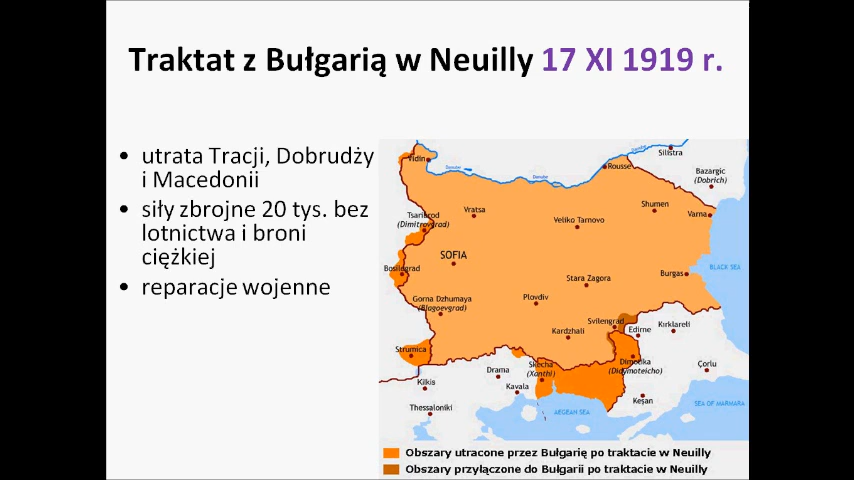 Traktat z Bułgarią w Neuilly 17 XI 1919 r.
• utrata Tracji, Dobrudży
i Macedonii
• siły zbrojne 20 tys. bez
lotnictwa i broni
ciężkiej
• reparacje wojenne
Vidin
Danube
Danube
Danube
Rousse
Silistra
Bazargic
(Dobrich)
Tsaribrod
(Dimitrovgrad)
Vratsa
Veliko Tarnovo
Shumen
Varna
SOFIA
Bosilegrad
Stara Zagora
Burgas
BLACK SEA
Gorna Dzhumaya
(Blagoevgrad)
Plovdiv
Kardzhali
Svilengrad
Edirne
Kırklareli
Strumica
Drama
Skecha
(Xanthi)
Dimotika
(Didymoteicho)
Çorlu
Kilkis
Kavala
Keşan
Thessaloniki
AEGEAN SEA
SEA OF MARMARA
Obszary utracone przez Bułgarię po traktacie w Neuilly
Obszary przyłączone do Bułgarii po traktacie w Neuilly